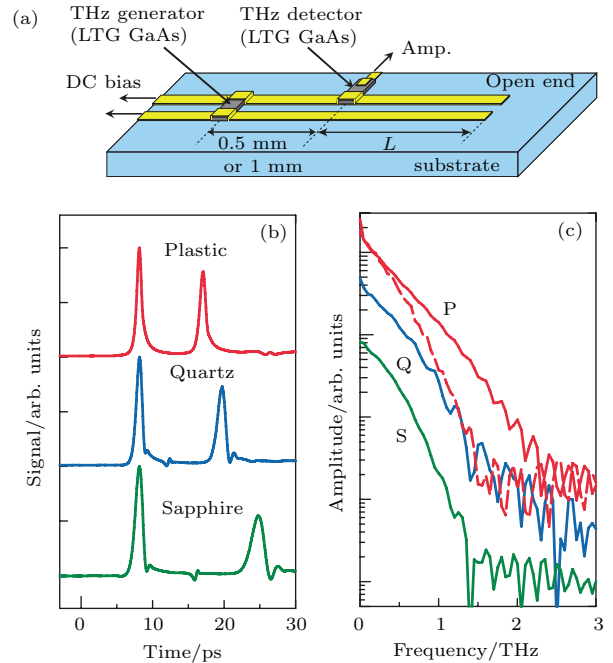 (a)
THz generator
(LTG GaAs)
THz detector
(LTG GaAs)
Amp.
DC bias
Open end
0.5 mm
or 1 mm
L
substrate
(b)
Plastic
Quartz
Sapphire
Signal/arb. units
0 10 20 30
Time/ps
(c)
P
Q
S
Amplitude/arb. units
0 1 2 3
Frequency/THz